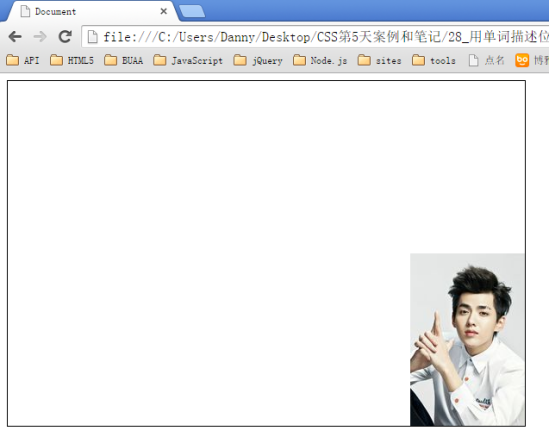 Document
file:///C:/Users/Danny/Desktop/CSS第5天案例和笔记/28_用单词描述位
API HTML5 BUAA JavaScript jQuery Node.js sites tools 点名